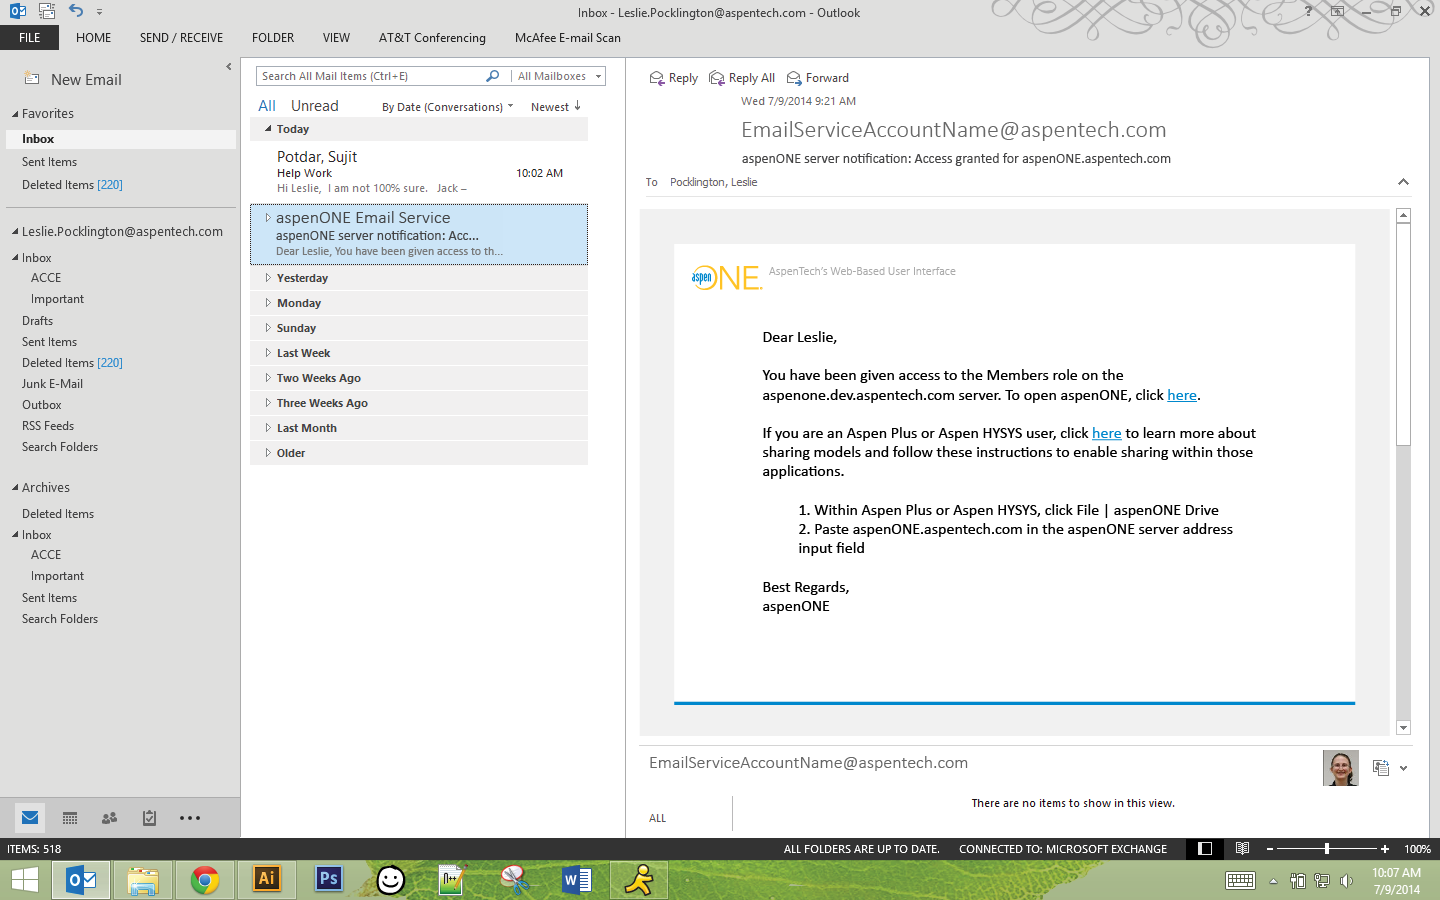 Inbox - Leslie.Pocklington@aspentech.com - Outlook
FILE HOME SEND / RECEIVE FOLDER VIEW AT&T Conferencing McAfee E-mail Scan
New Email
Favorites
Inbox
Sent Items
Deleted Items [220]
Leslie.Pocklington@aspentech.com
Inbox
ACCE
Important
Drafts
Sent Items
Deleted Items [220]
Junk E-Mail
Outbox
RSS Feeds
Search Folders
Archives
Deleted Items
Inbox
ACCE
Important
Sent Items
Search Folders
Search All Mail Items (Ctrl+E) All Mailboxes
All Unread By Date (Conversations) Newest
Today
Potdar, Sujit
Help Work 10:02 AM
Hi Leslie, I am not 100% sure. Jack –
aspenONE Email Service
aspenONE server notification: Acc...
Dear Leslie, You have been given access to th...
Yesterday
Monday
Sunday
Last Week
Two Weeks Ago
Three Weeks Ago
Last Month
Older
Reply Reply All Forward
Wed 7/9/2014 9:21 AM
EmailServiceAccountName@aspentech.com
aspenONE server notification: Access granted for aspenONE.aspentech.com
To Pocklington, Leslie
aspenONE AspenTech's Web-Based User Interface
Dear Leslie,
You have been given access to the Members role on the
aspenone.dev.aspentech.com server. To open aspenONE, click here.
If you are an Aspen Plus or Aspen HYSYS user, click here to learn more about
sharing models and follow these instructions to enable sharing within those
applications.
1. Within Aspen Plus or Aspen HYSYS, click File | aspenONE Drive
2. Paste aspenONE.aspentech.com in the aspenONE server address
input field
Best Regards,
aspenONE
EmailServiceAccountName@aspentech.com
There are no items to show in this view.
ALL
ITEMS: 518 ALL FOLDERS ARE UP TO DATE. CONNECTED TO: MICROSOFT EXCHANGE 100%
Ai Ps
10:07 AM
7/9/2014